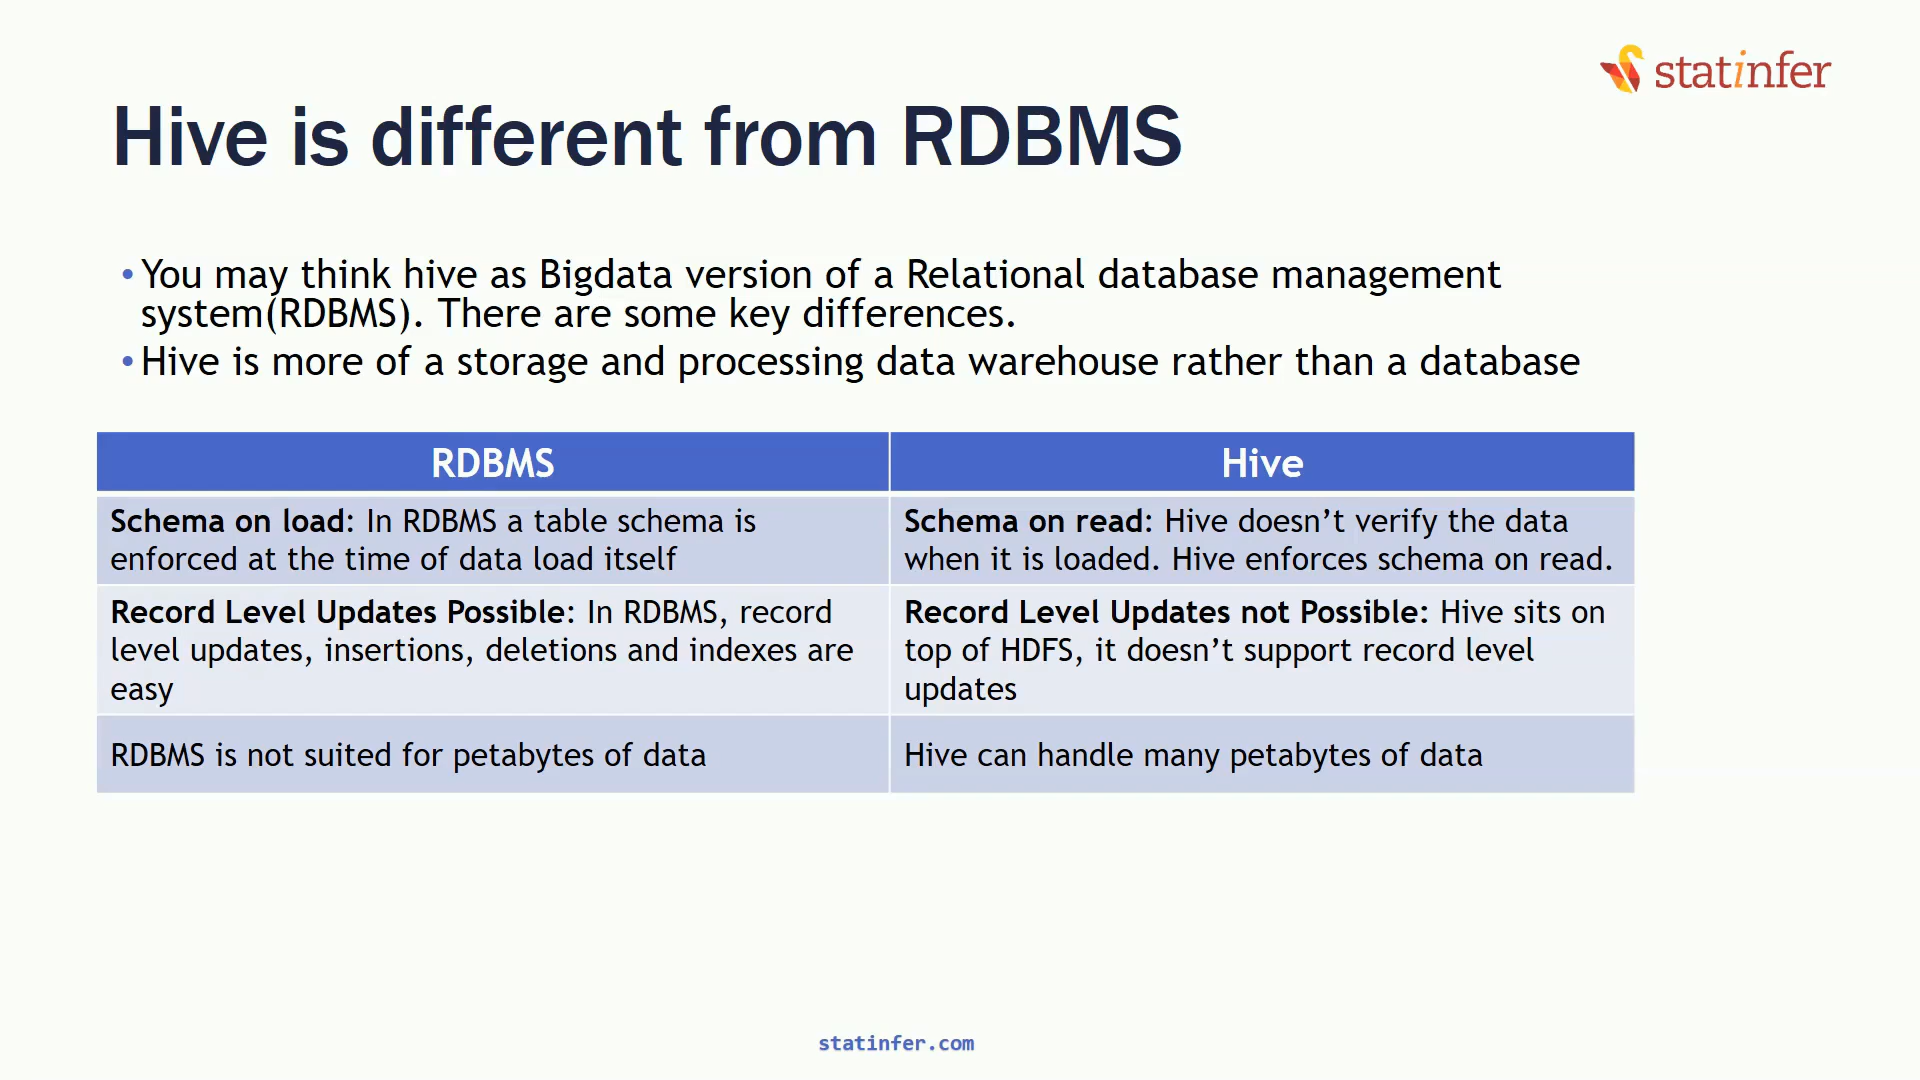 statinfer
Hive is different from RDBMS
•You may think hive as Bigdata version of a Relational database management
system(RDBMS). There are some key differences.
•Hive is more of a storage and processing data warehouse rather than a database
RDBMS
Hive
Schema on load: In RDBMS a table schema is
enforced at the time of data load itself
Schema on read: Hive doesn’t verify the data
when it is loaded. Hive enforces schema on read.
Record Level Updates Possible: In RDBMS, record
level updates, insertions, deletions and indexes are
easy
Record Level Updates not Possible: Hive sits on
top of HDFS, it doesn’t support record level
updates
RDBMS is not suited for petabytes of data
Hive can handle many petabytes of data
statinfer.com